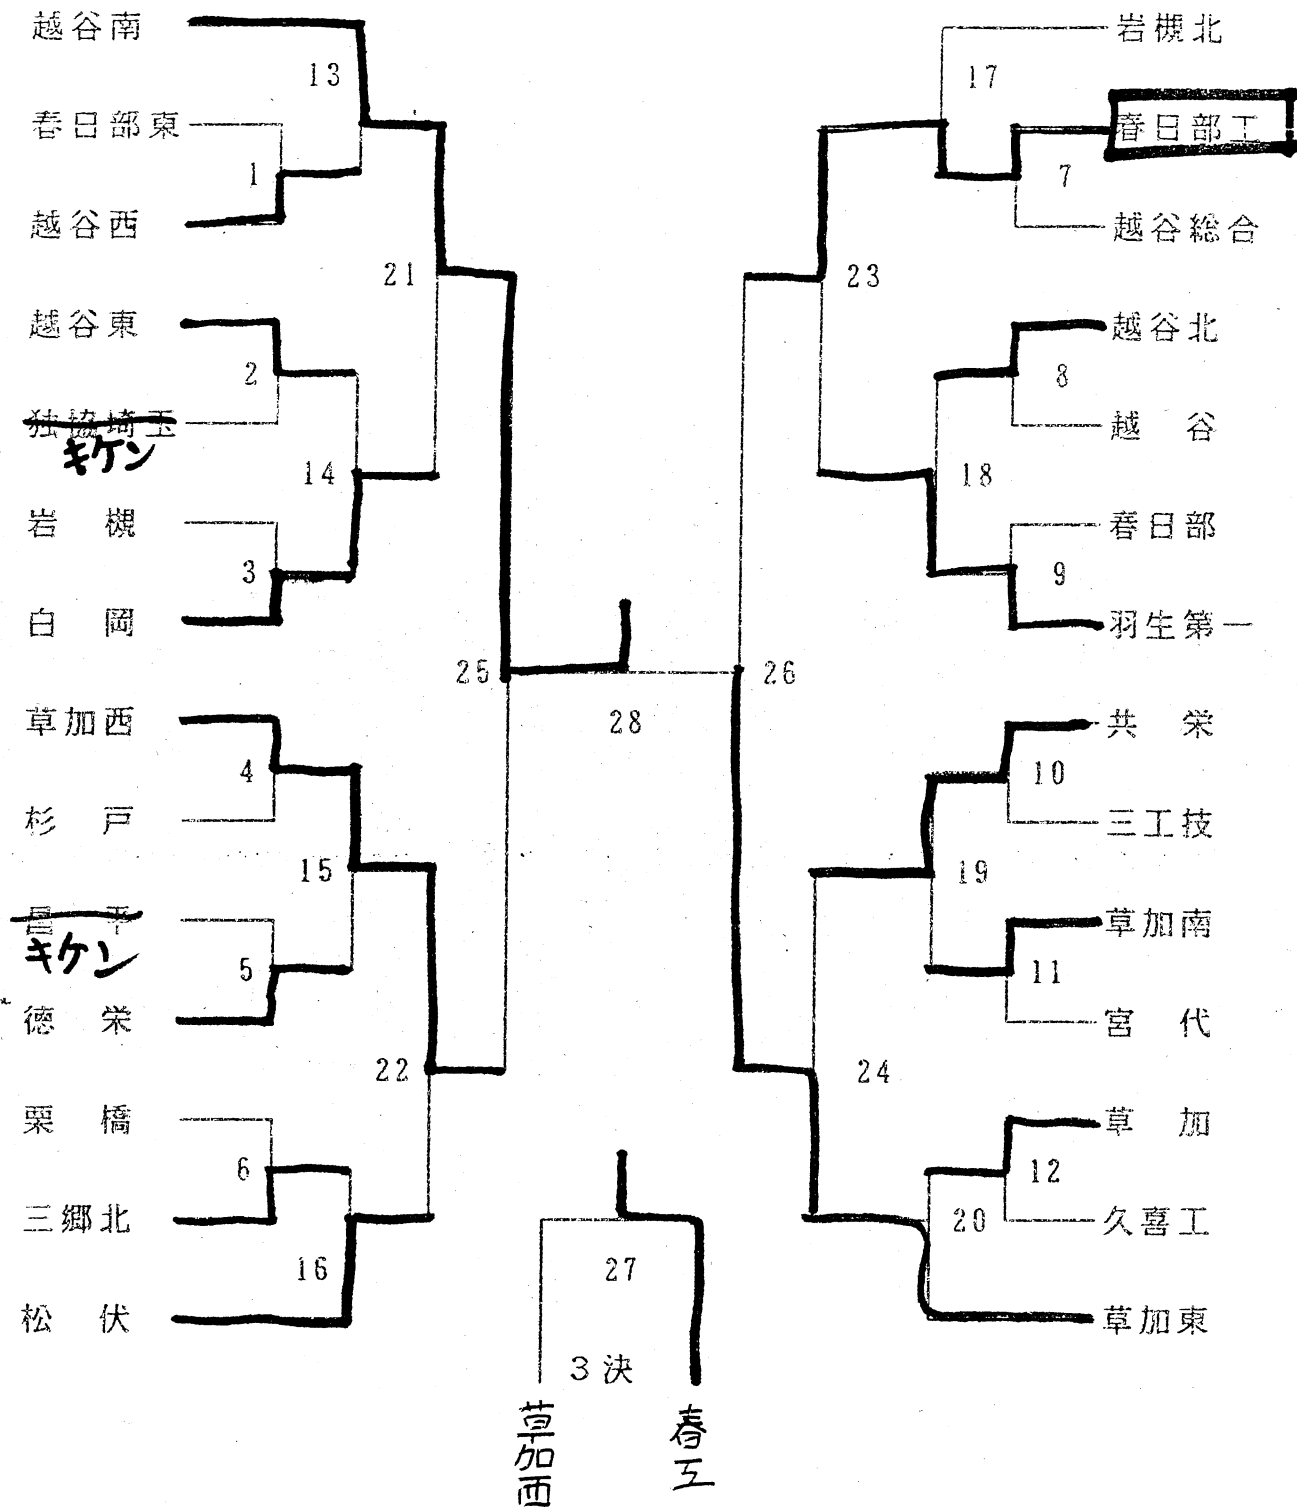 越谷南
13
春日部東
1
越谷西
21
越谷東
2
独協埼玉
キケン
14
岩槻
3
白岡
25
草加西
4
杉戸
15
昌平
キケン
5
徳栄
22
栗橋
6
三郷北
16
松伏
28
27
3決
草加西
春工
岩槻北
17
春日部工
7
越谷総合
23
越谷北
8
越谷
18
春日部
9
羽生第一
26
共栄
10
三工技
19
草加南
11
宮代
24
草加
12
久喜工
20
草加東